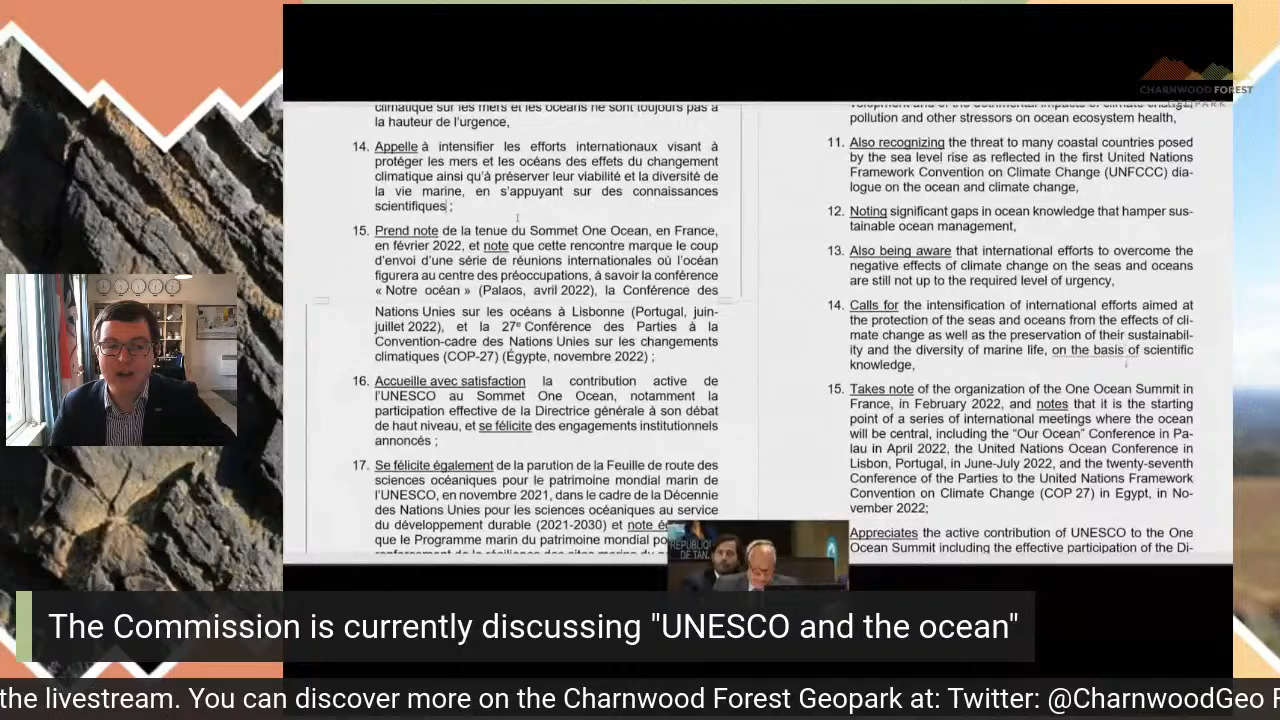 CHARNWOOD FOREST
GEOPARK
climatique sur les mers et les océans ne sont toujours pas à
la hauteur de l'urgence,
14. Appelle à intensifier les efforts internationaux visant à
protéger les mers et les océans des effets du changement
climatique ainsi qu'à préserver leur viabilité et la diversité de
la vie marine, en s'appuyant sur des connaissances
scientifiques ;
15. Prend note de la tenue du Sommet One Ocean, en France,
en février 2022, et note que cette rencontre marque le coup
d'envoi d'une série de réunions internationales où l'océan
figurera au centre des préoccupations, à savoir la conférence
« Notre océan » (Palaos, avril 2022), la Conférence des
Nations Unies sur les océans à Lisbonne (Portugal, juin-
juillet 2022), et la 27e Conférence des Parties à la
Convention-cadre des Nations Unies sur les changements
climatiques (COP-27) (Égypte, novembre 2022) ;
16. Accueille avec satisfaction la contribution active de
l'UNESCO au Sommet One Ocean, notamment la
participation effective de la Directrice générale à son débat
de haut niveau, et se félicite des engagements institutionnels
annoncés ;
17. Se félicite également de la parution de la Feuille de route des
sciences océaniques pour le patrimoine mondial marin de
l'UNESCO, en novembre 2021, dans le cadre de la Décennie
des Nations Unies pour les sciences océaniques au service
du développement durable (2021-2030) et note
que le Programme marin du patrimoine mondial
velopment and of the detrimental impacts of climate change,
pollution and other stressors on ocean ecosystem health,
11. Also recognizing the threat to many coastal countries posed
by the sea level rise as reflected in the first United Nations
Framework Convention on Climate Change (UNFCCC) dia-
logue on the ocean and climate change,
12. Noting significant gaps in ocean knowledge that hamper sus-
tainable ocean management,
13. Also being aware that international efforts to overcome the
negative effects of climate change on the seas and oceans
are still not up to the required level of urgency,
14. Calls for the intensification of international efforts aimed at
the protection of the seas and oceans from the effects of cli-
mate change as well as the preservation of their sustainabil-
ity and the diversity of marine life, on the basis of scientific
knowledge,
15. Takes note of the organization of the One Ocean Summit in
France, in February 2022, and notes that it is the starting
point of a series of international meetings where the ocean
will be central, including the "Our Ocean" Conference in Pa-
lau in April 2022, the United Nations Ocean Conference in
Lisbon, Portugal, in June-July 2022, and the twenty-seventh
Conference of the Parties to the United Nations Framework
Convention on Climate Change (COP 27) in Egypt, in No-
vember 2022;
Appreciates the active contribution of UNESCO to the One
Ocean Summit including the effective participation of the Di-
REPUBLIQU
DE TAN.
The Commission is currently discussing "UNESCO and the ocean"
the livestream. You can discover more on the Charnwood Forest Geopark at: Twitter: @CharnwoodGeo F